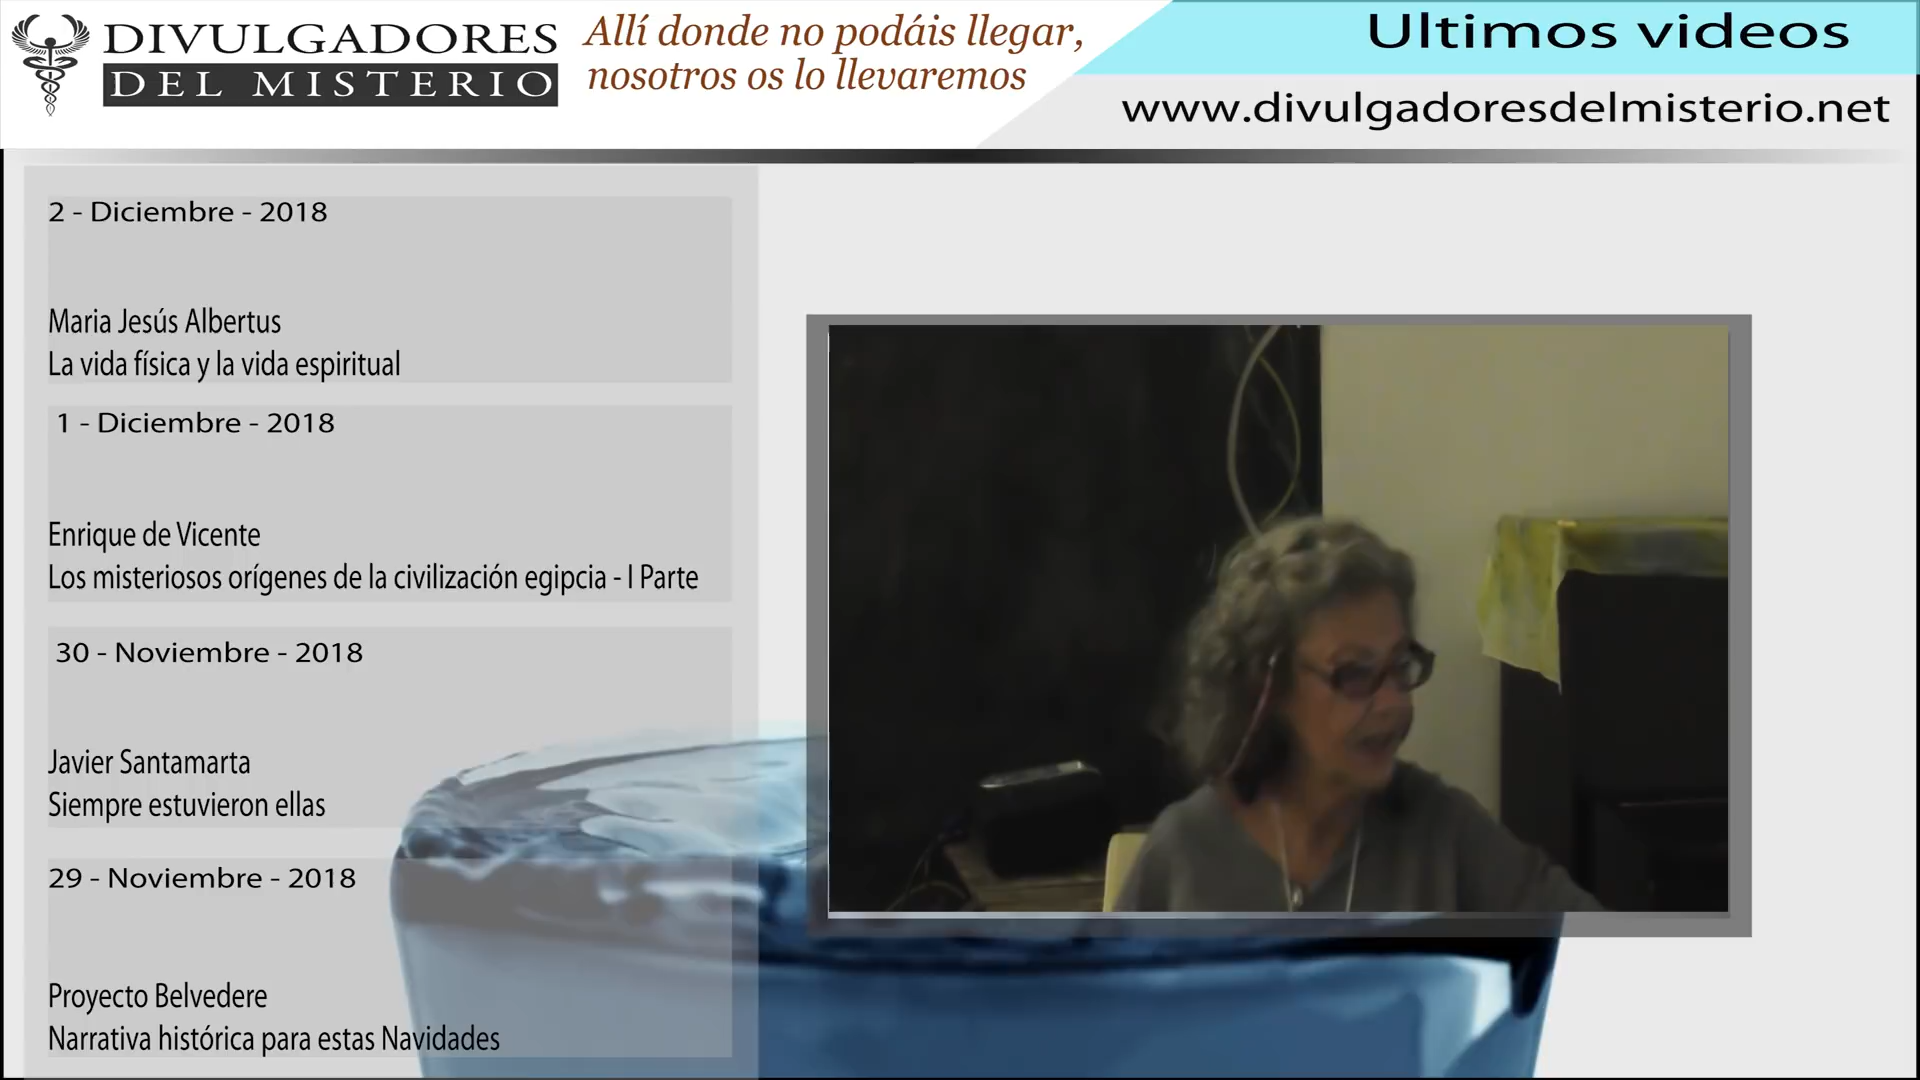 DIVULGADORES
DEL MISTERIO
Allí donde no podáis llegar,
nosotros os lo llevaremos
Ultimos videos
www.divulgadoresdelmisterio.net
2 - Diciembre - 2018
Maria Jesús Albertus
La vida física y la vida espiritual
1 - Diciembre - 2018
Enrique de Vicente
Los misteriosos orígenes de la civilización egipcia - I Parte
30 - Noviembre - 2018
Javier Santamarta
Siempre estuvieron ellas
29 - Noviembre - 2018
Proyecto Belvedere
Narrativa histórica para estas Navidades